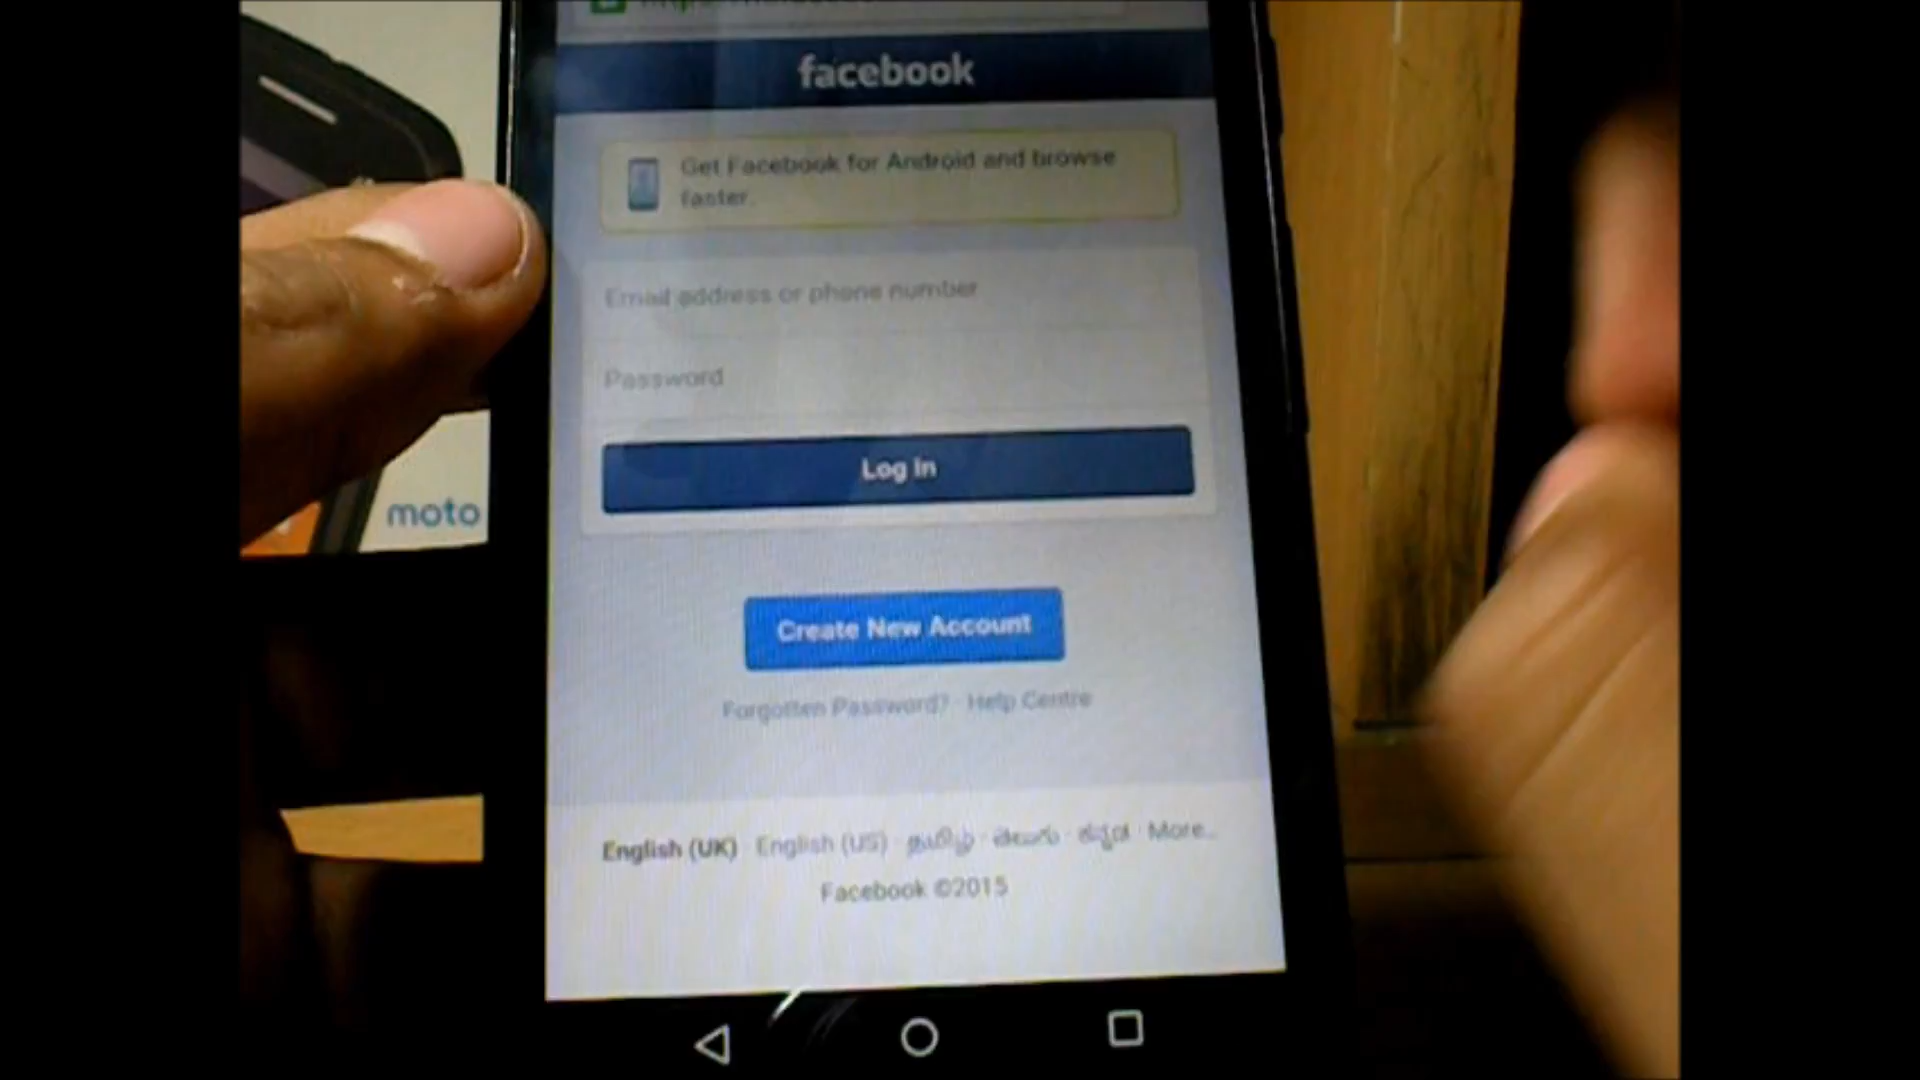 facebook
Get Facebook for Android and browse
faster.
Email address or phone number
Password
Log In
moto
Create New Account
Forgotten Password? · Help Centre
English (UK) · English (US) · தமிழ் · తెలుగు · ಕನ್ನಡ · More...
Facebook ©2015